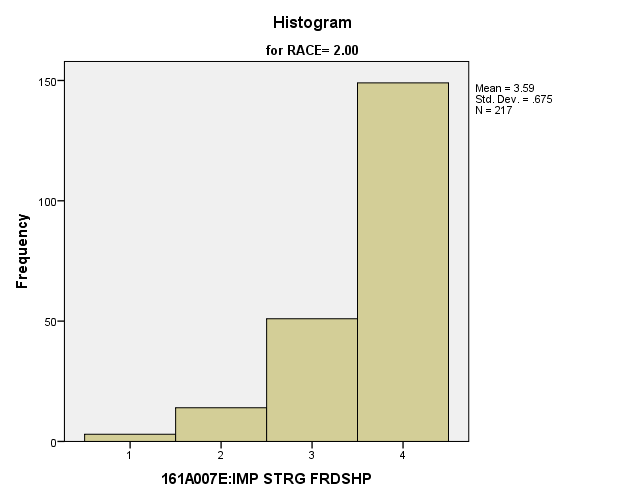 Histogram
for RACE= 2.00
Mean = 3.59
Std. Dev. = .675
N = 217
Frequency
150
100
50
0
1 2 3 4
161A007E:IMP STRG FRDSHP